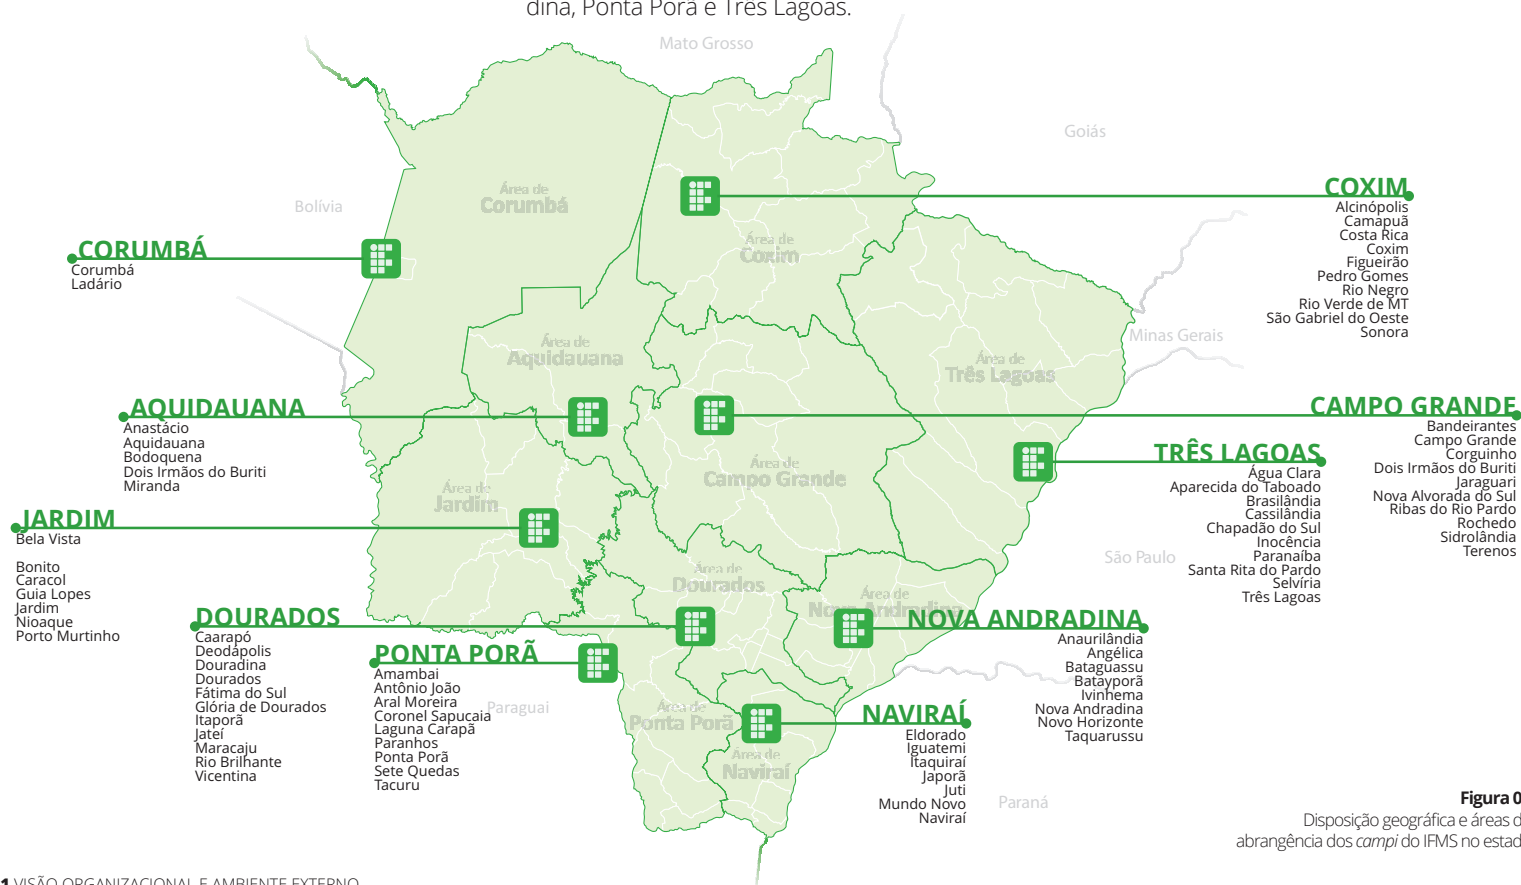 dina, Ponta Porã e Três Lagoas.
Mato Grosso
Goiás
Bolívia
Minas Gerais
São Paulo
Paraguai
Paraná
Área de
Corumbá
Área de
Coxim
Área de
Aquidauana
Área de
Três Lagoas
Área de
Campo Grande
Área de
Jardim
Área de
Dourados
Área de
Nova Andradina
Área de
Ponta Porã
Área de
Naviraí
CORUMBÁ
Corumbá
Ladário
AQUIDAUANA
Anastácio
Aquidauana
Bodoquena
Dois Irmãos do Buriti
Miranda
JARDIM
Bela Vista
Bonito
Caracol
Guia Lopes
Jardim
Nioaque
Porto Murtinho
DOURADOS
Caarapó
Deodápolis
Douradina
Dourados
Fátima do Sul
Glória de Dourados
Itaporã
Jateí
Maracaju
Rio Brilhante
Vicentina
PONTA PORÃ
Amambai
Antônio João
Aral Moreira
Coronel Sapucaia
Laguna Carapã
Paranhos
Ponta Porã
Sete Quedas
Tacuru
COXIM
Alcinópolis
Camapuã
Costa Rica
Coxim
Figueirão
Pedro Gomes
Rio Negro
Rio Verde de MT
São Gabriel do Oeste
Sonora
CAMPO GRANDE
Bandeirantes
Campo Grande
Corguinho
Dois Irmãos do Buriti
Jaraguari
Nova Alvorada do Sul
Ribas do Rio Pardo
Rochedo
Sidrolândia
Terenos
TRÊS LAGOAS
Água Clara
Aparecida do Taboado
Brasilândia
Cassilândia
Chapadão do Sul
Inocência
Paranaíba
Santa Rita do Pardo
Selvíria
Três Lagoas
NOVA ANDRADINA
Anaurilândia
Angélica
Bataguassu
Batayporã
Ivinhema
Nova Andradina
Novo Horizonte
Taquarussu
NAVIRAÍ
Eldorado
Iguatemi
Itaquiraí
Japorã
Juti
Mundo Novo
Naviraí
Figura 0
Disposição geográfica e áreas d
abrangência dos campi do IFMS no estad
1 VISÃO ORGANIZACIONAL E AMBIENTE EXTERNO